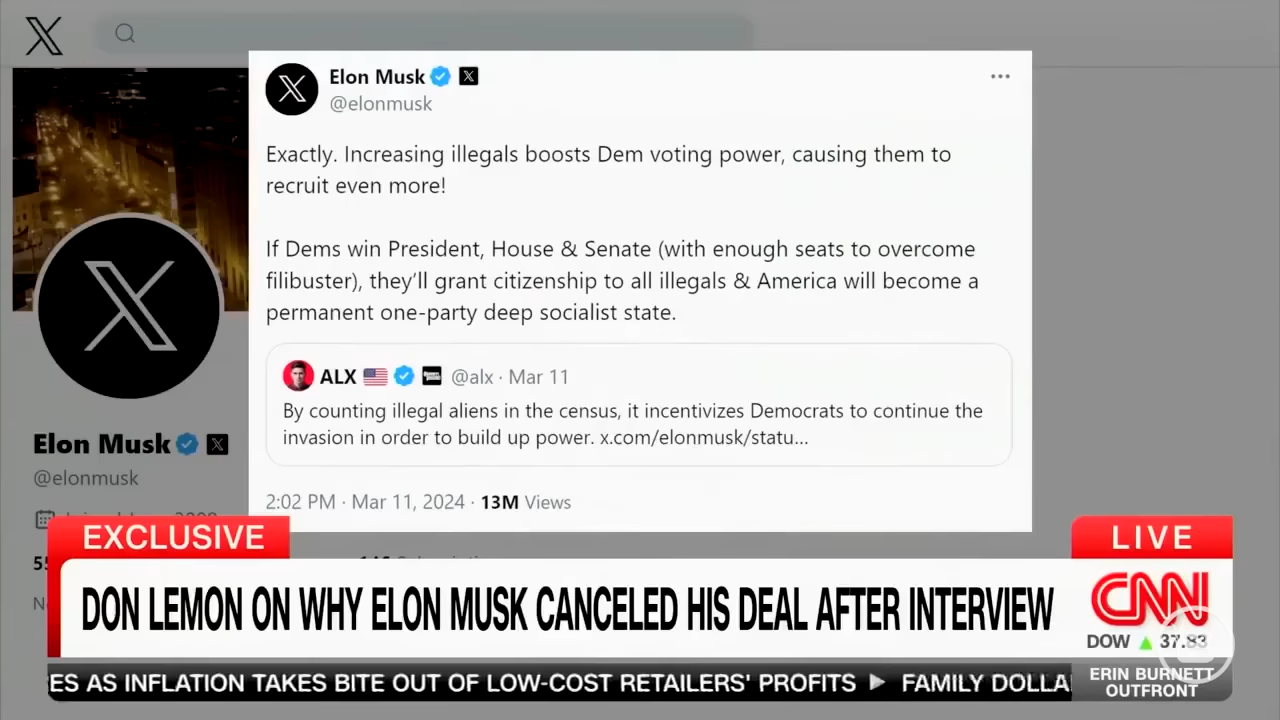 Elon Musk
@elonmusk
Exactly. Increasing illegals boosts Dem voting power, causing them to
recruit even more!
If Dems win President, House & Senate (with enough seats to overcome
filibuster), they'll grant citizenship to all illegals & America will become a
permanent one-party deep socialist state.
ALX @alx · Mar 11
By counting illegal aliens in the census, it incentivizes Democrats to continue the
invasion in order to build up power. x.com/elonmusk/statu...
2:02 PM · Mar 11, 2024 · 13M Views
Elon Musk
@elonmusk
EXCLUSIVE
LIVE
DON LEMON ON WHY ELON MUSK CANCELED HIS DEAL AFTER INTERVIEW
CNN
DOW ▲ 37.83
ES AS INFLATION TAKES BITE OUT OF LOW-COST RETAILERS' PROFITS ▶ FAMILY DOLLA
ERIN BURNETT
OUTFRONT